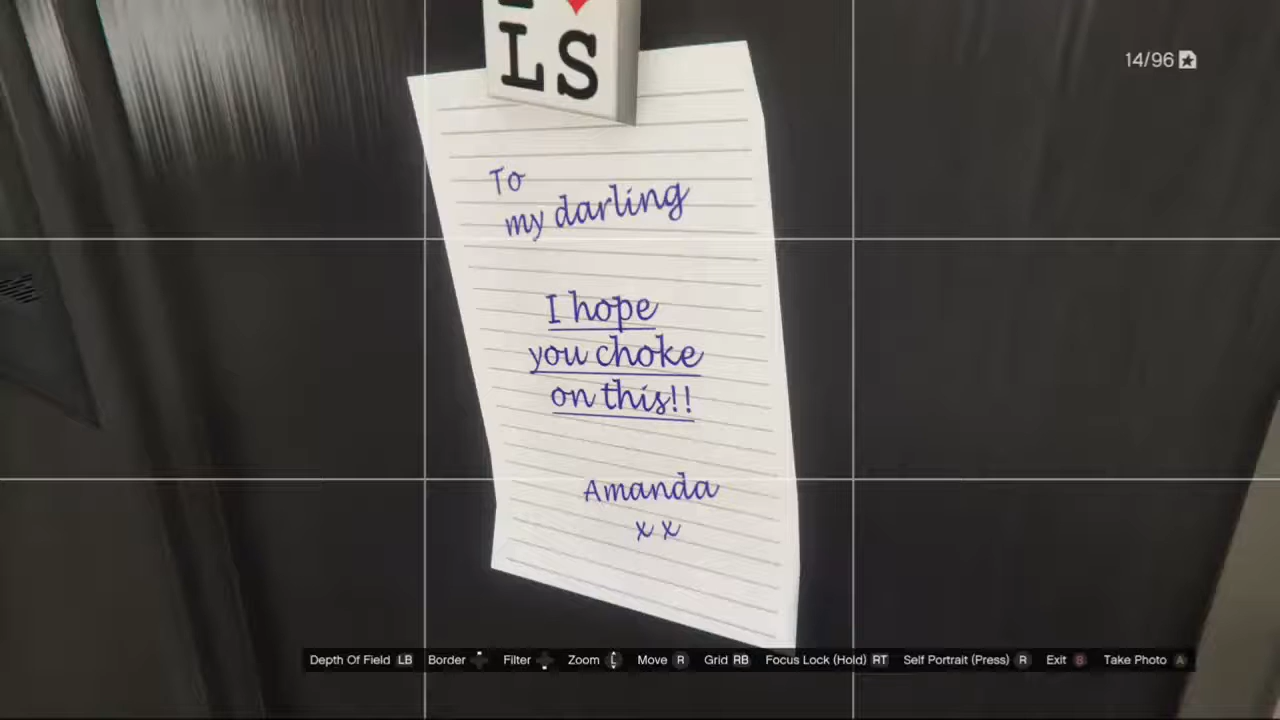 LS
14/96
To
my darling
I hope
you choke
on this!!
Amanda
x x
Depth Of Field LB Border Filter Zoom L Move R Grid RB Focus Lock (Hold) RT Self Portrait (Press) R Exit B Take Photo A